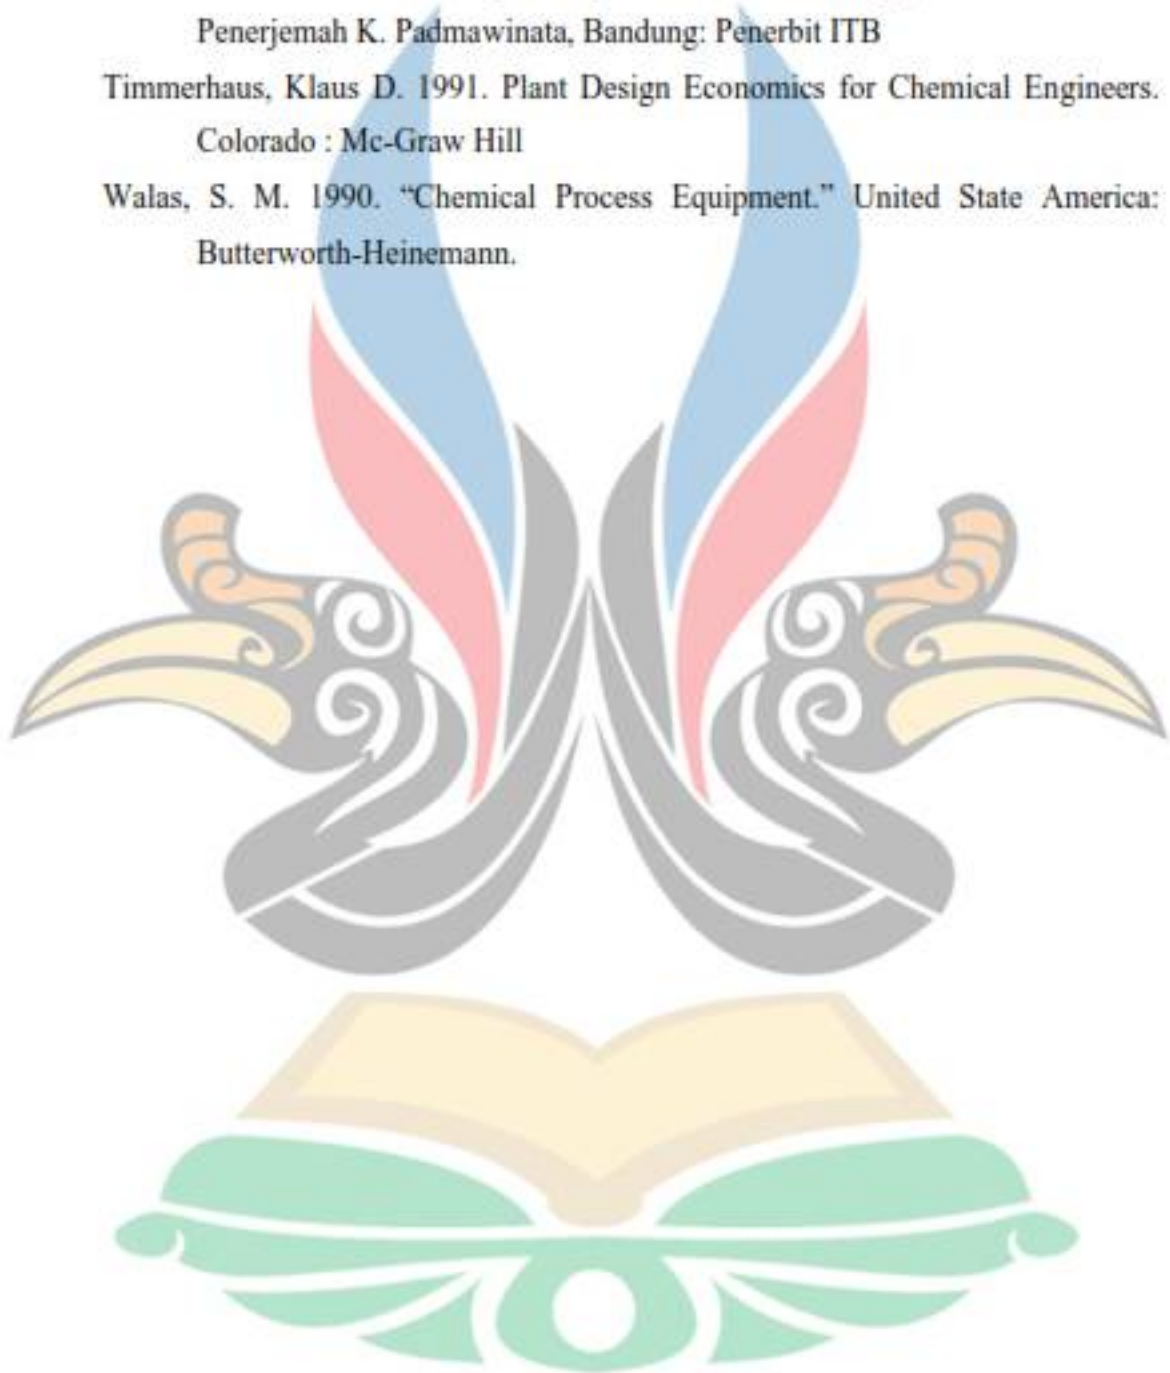 Penerjemah K. Padmawinata, Bandung: Penerbit ITB
Timmerhaus, Klaus D. 1991. Plant Design Economics for Chemical Engineers.
Colorado : Mc-Graw Hill
Walas, S. M. 1990. “Chemical Process Equipment.” United State America:
Butterworth-Heinemann.